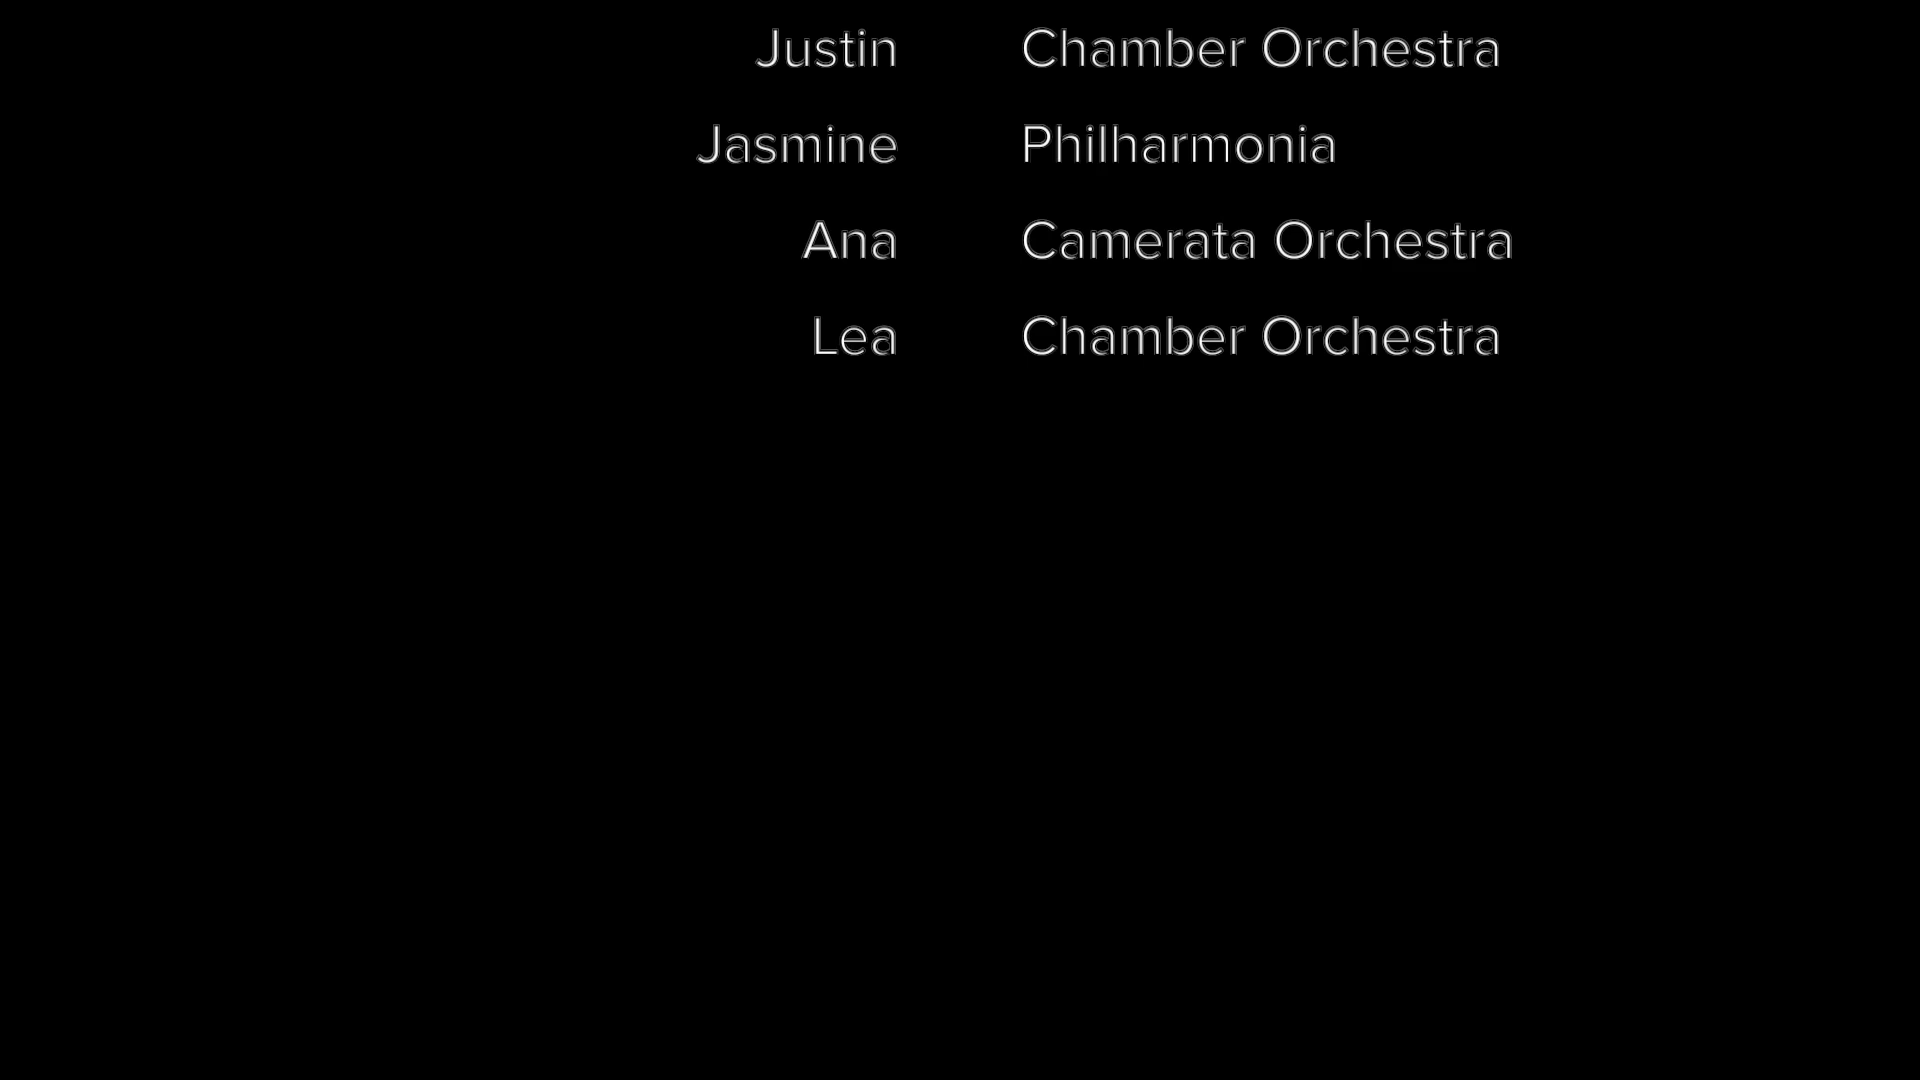 Justin Chamber Orchestra
Jasmine Philharmonia
Ana Camerata Orchestra
Lea Chamber Orchestra